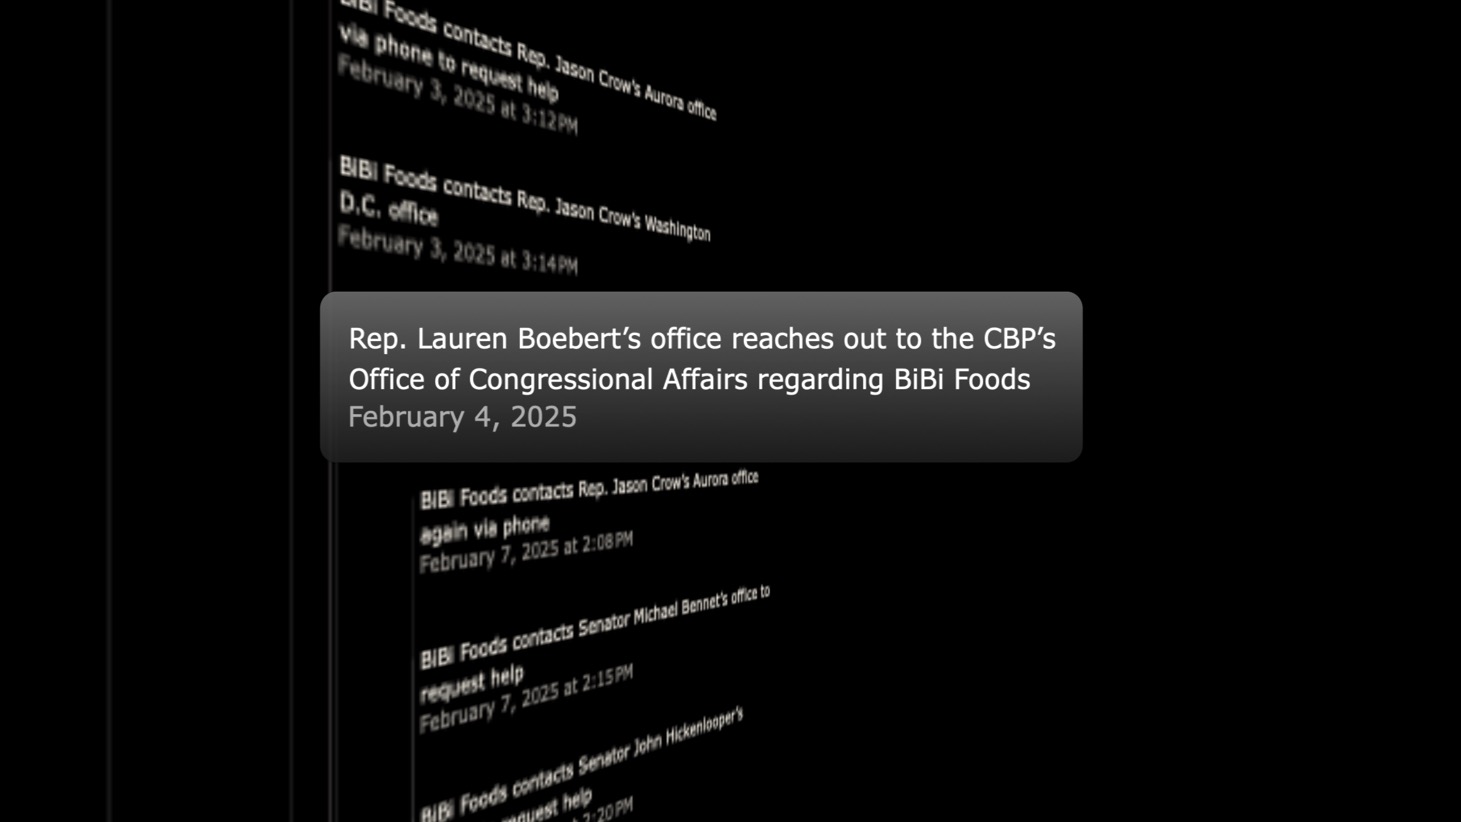 BiBi Foods contacts Rep. Jason Crow's Aurora office
via phone to request help
February 3, 2025 at 3:12PM
BiBi Foods contacts Rep. Jason Crow's Washington
D.C. office
February 3, 2025 at 3:14PM
Rep. Lauren Boebert’s office reaches out to the CBP’s
Office of Congressional Affairs regarding BiBi Foods
February 4, 2025
BiBi Foods contacts Rep. Jason Crow's Aurora office
again via phone
February 7, 2025 at 2:08PM
BiBi Foods contacts Senator Michael Bennet's office to
request help
February 7, 2025 at 2:15PM
BiBi Foods contacts Senator John Hickenlooper's
request help
2:20PM